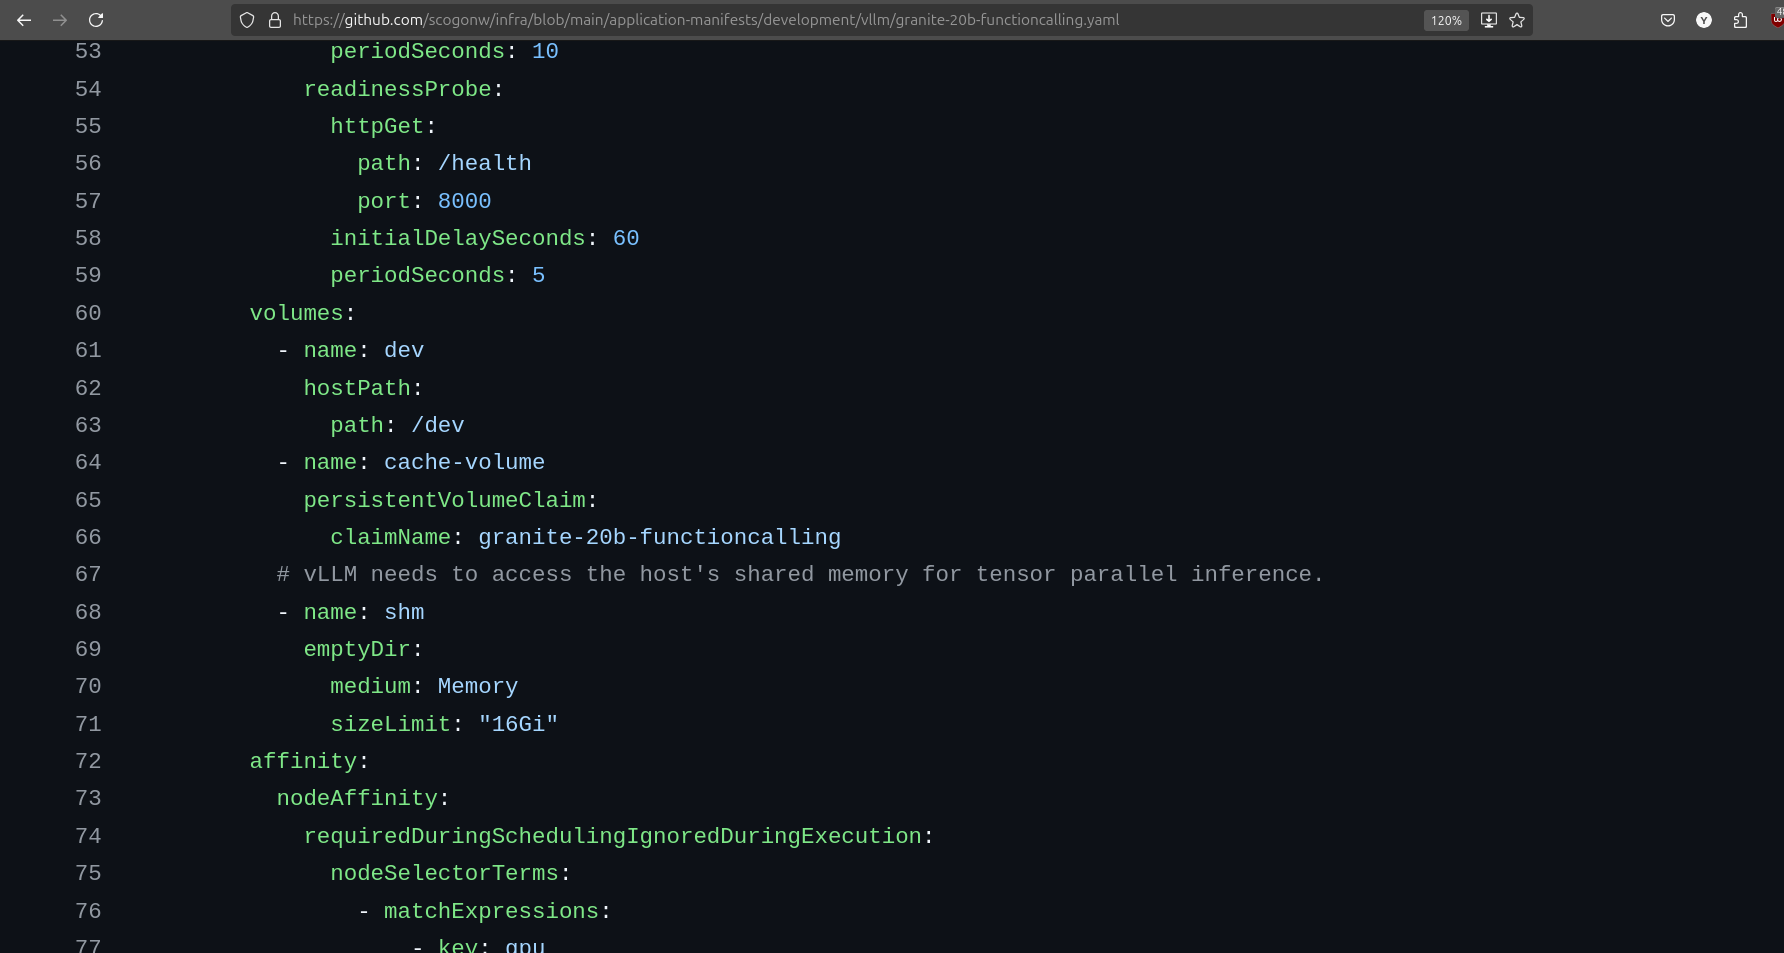 https://github.com/scogonw/infra/blob/main/application-manifests/development/vllm/granite-20b-functioncalling.yaml 120% Y
53 periodSeconds: 10
54 readinessProbe:
55 httpGet:
56 path: /health
57 port: 8000
58 initialDelaySeconds: 60
59 periodSeconds: 5
60 volumes:
61 - name: dev
62 hostPath:
63 path: /dev
64 - name: cache-volume
65 persistentVolumeClaim:
66 claimName: granite-20b-functioncalling
67 # vLLM needs to access the host's shared memory for tensor parallel inference.
68 - name: shm
69 emptyDir:
70 medium: Memory
71 sizeLimit: "16Gi"
72 affinity:
73 nodeAffinity:
74 requiredDuringSchedulingIgnoredDuringExecution:
75 nodeSelectorTerms:
76 - matchExpressions:
77 - key: gpu